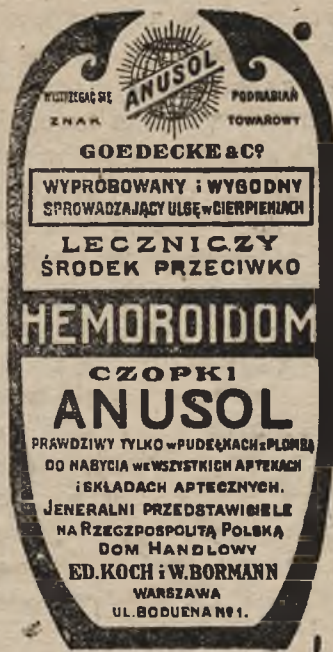 ANUSOL
WYSTRZEGAĆ SIĘ PODRABIAŃ
ZNAK TOWAROWY
GOEDECKE & Cº
WYPRÓBOWANY i WYGODNY
SPROWADZAJĄCY ULGĘ w CIERPIENIACH
LECZNICZY
ŚRODEK PRZECIWKO
HEMOROIDOM
CZOPKI
ANUSOL
PRAWDZIWY TYLKO w PUDEŁKACH z PLOMBĄ
DO NABYCIA we WSZYSTKICH APTEKACH
i SKŁADACH APTECZNYCH.
JENERALNI PRZEDSTAWICIELE
NA RZECZPOSPOLITĄ POLSKĄ
DOM HANDLOWY
ED. KOCH i W. BORMANN
WARSZAWA
UL. BODUENA Nº 1.